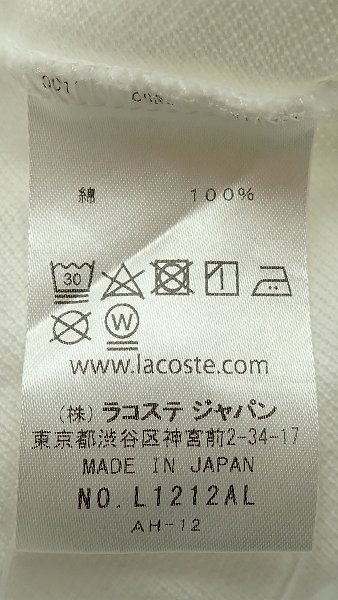 綿 100%
30
W
www.lacoste.com
(株) ラコステ ジャパン
東京都渋谷区神宮前2-34-17
MADE IN JAPAN
NO. L1212AL
AH-12